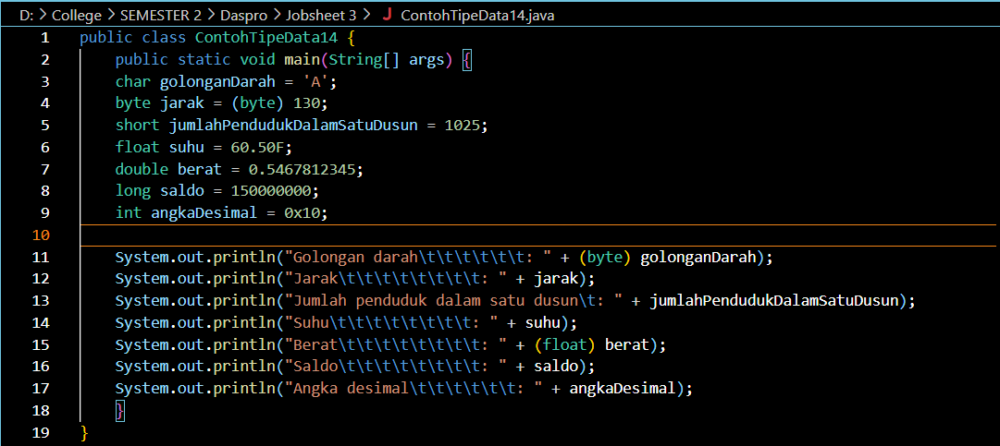 D: > College > SEMESTER 2 > Daspro > Jobsheet 3 > J ContohTipeData14.java
1 public class ContohTipeData14 {
2 public static void main(String[] args) {
3 char golonganDarah = 'A';
4 byte jarak = (byte) 130;
5 short jumlahPendudukDalamSatuDusun = 1025;
6 float suhu = 60.50F;
7 double berat = 0.5467812345;
8 long saldo = 150000000;
9 int angkaDesimal = 0x10;
10
11 System.out.println("Golongan darah\t\t\t\t\t\t: " + (byte) golonganDarah);
12 System.out.println("Jarak\t\t\t\t\t\t\t\t: " + jarak);
13 System.out.println("Jumlah penduduk dalam satu dusun\t: " + jumlahPendudukDalamSatuDusun);
14 System.out.println("Suhu\t\t\t\t\t\t\t\t: " + suhu);
15 System.out.println("Berat\t\t\t\t\t\t\t\t: " + (float) berat);
16 System.out.println("Saldo\t\t\t\t\t\t\t\t: " + saldo);
17 System.out.println("Angka desimal\t\t\t\t\t\t: " + angkaDesimal);
18 }
19 }